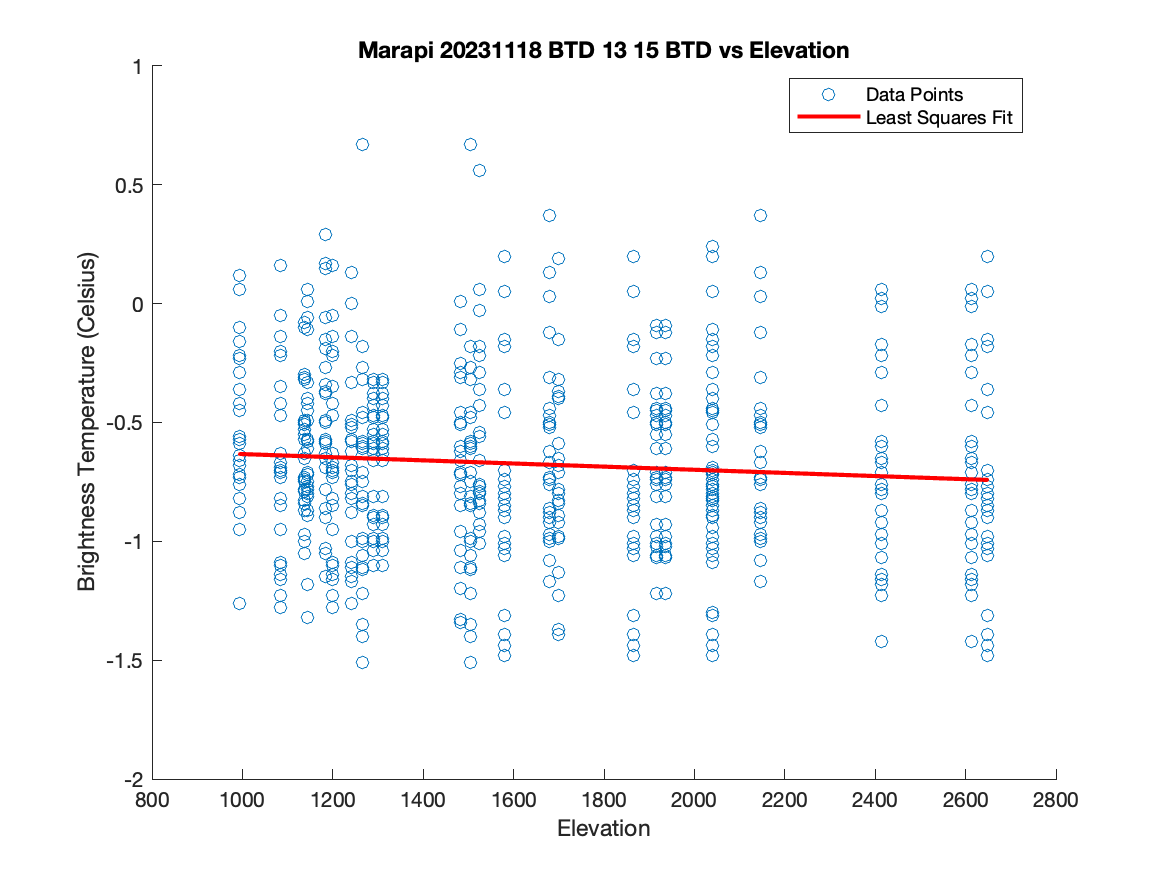 Marapi 20231118 BTD 13 15 BTD vs Elevation
Data Points
Least Squares Fit
1
0.5
0
-0.5
-1
-1.5
-2
Brightness Temperature (Celsius)
800 1000 1200 1400 1600 1800 2000 2200 2400 2600 2800
Elevation